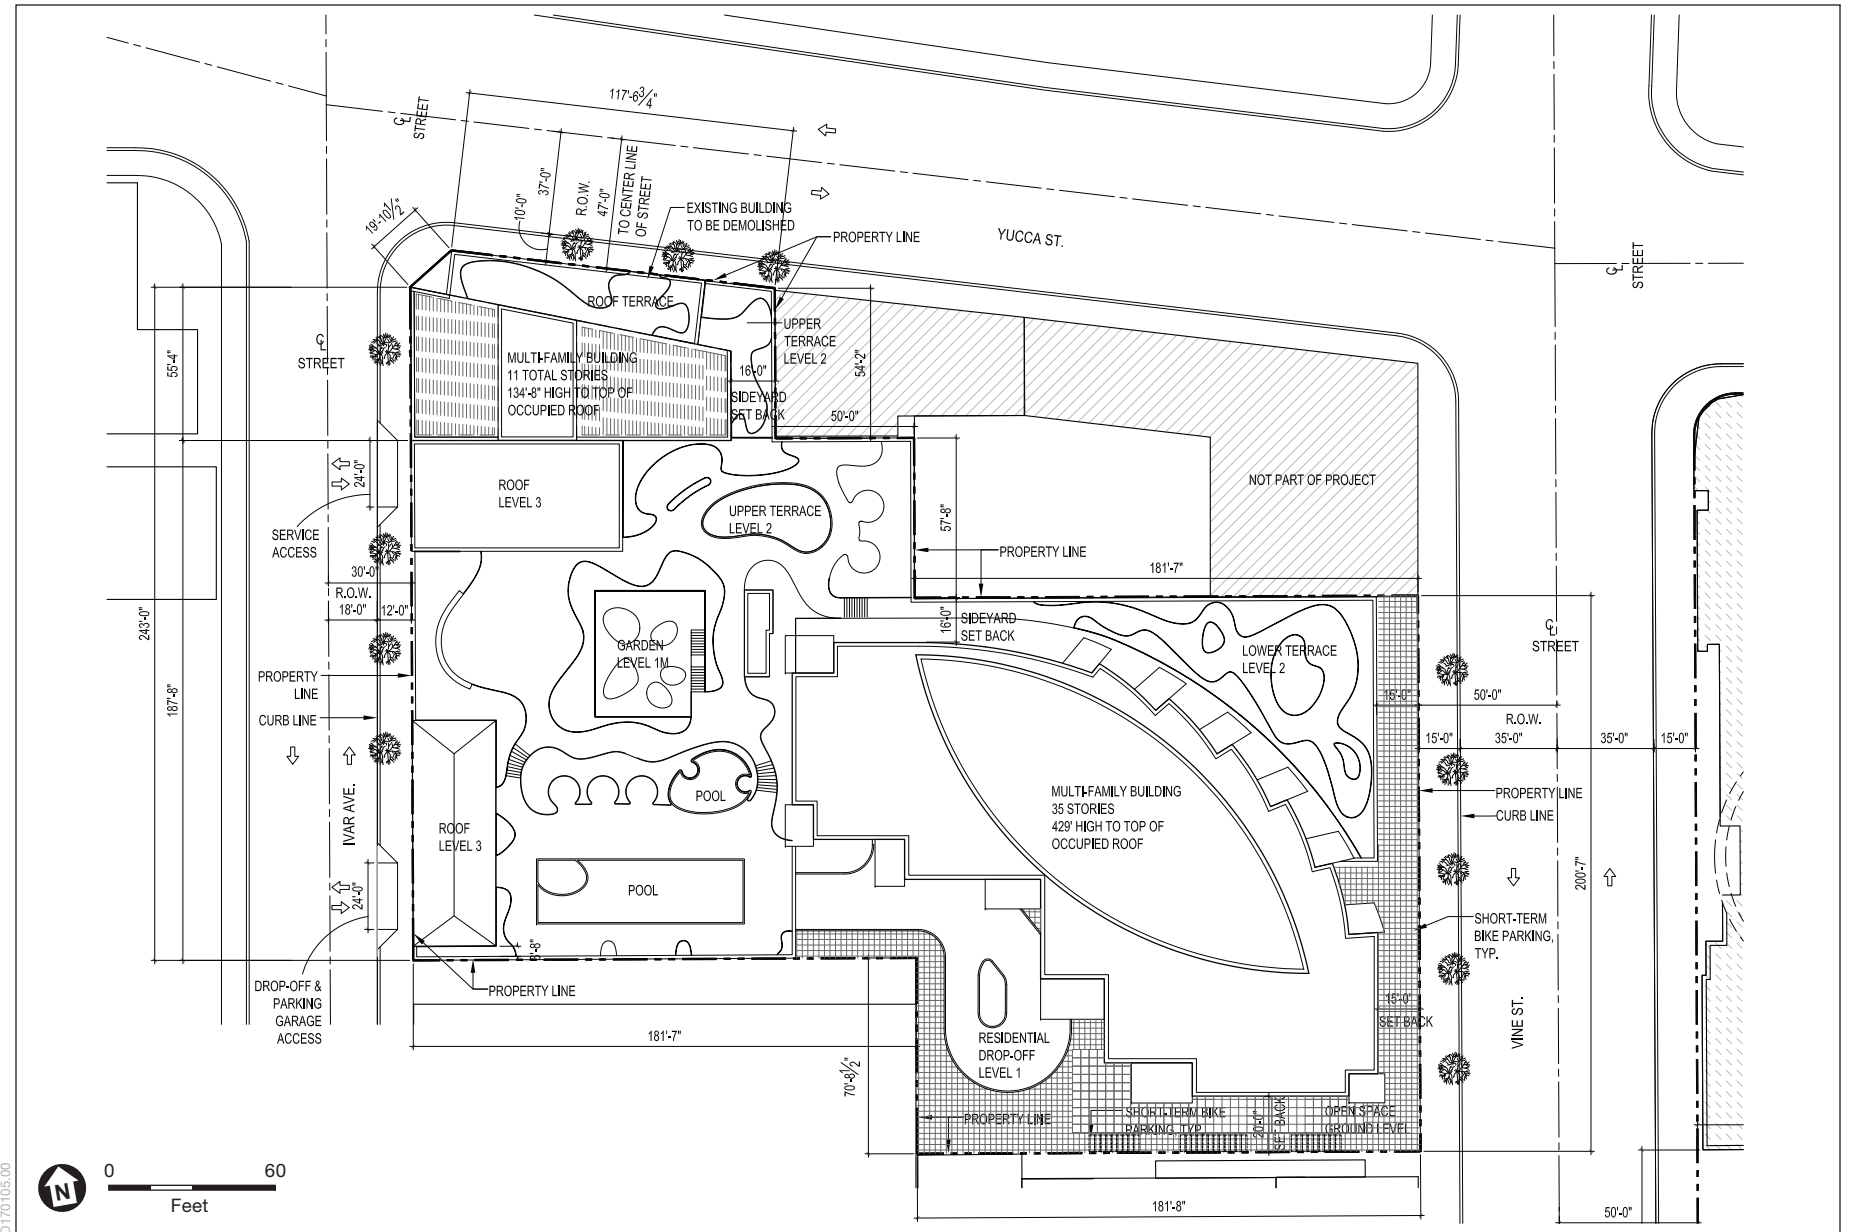 117'-6 3/4"
℄
STREET
19'-10 1/2"
10'-0"
37'-0"
R.O.W.
47'-0"
TO CENTER LINE
OF STREET
EXISTING BUILDING
TO BE DEMOLISHED
PROPERTY LINE
YUCCA ST.
℄
STREET
ROOF TERRACE
UPPER
TERRACE
LEVEL 2
℄
STREET
55'-4"
MULTI-FAMILY BUILDING
11 TOTAL STORIES
134'-8" HIGH TO TOP OF
OCCUPIED ROOF
16'-0"
SIDEYARD
SET BACK
54'-2"
50'-0"
24'-0"
SERVICE
ACCESS
ROOF
LEVEL 3
UPPER TERRACE
LEVEL 2
57'-8"
NOT PART OF PROJECT
PROPERTY LINE
181'-7"
30'-0"
R.O.W.
18'-0"
12'-0"
243'-0"
187'-8"
GARDEN
LEVEL 1M
16'-0"
SIDEYARD
SET BACK
LOWER TERRACE
LEVEL 2
℄
STREET
PROPERTY
LINE
CURB LINE
15'-0"
50'-0"
R.O.W.
15'-0"
35'-0"
35'-0"
15'-0"
IVAR AVE.
POOL
ROOF
LEVEL 3
MULTI-FAMILY BUILDING
35 STORIES
429' HIGH TO TOP OF
OCCUPIED ROOF
PROPERTY LINE
CURB LINE
24'-0"
POOL
200'-7"
SHORT-TERM
BIKE PARKING,
TYP.
5'-8"
DROP-OFF &
PARKING
GARAGE
ACCESS
PROPERTY LINE
15'-0"
SET BACK
VINE ST.
181'-7"
RESIDENTIAL
DROP-OFF
LEVEL 1
70'-8 1/2"
PROPERTY LINE
SHORT-TERM BIKE
PARKING, TYP.
20'-0"
SET BACK
OPEN SPACE
GROUND LEVEL
181'-8"
50'-0"
N
0
60
Feet
D170105.00